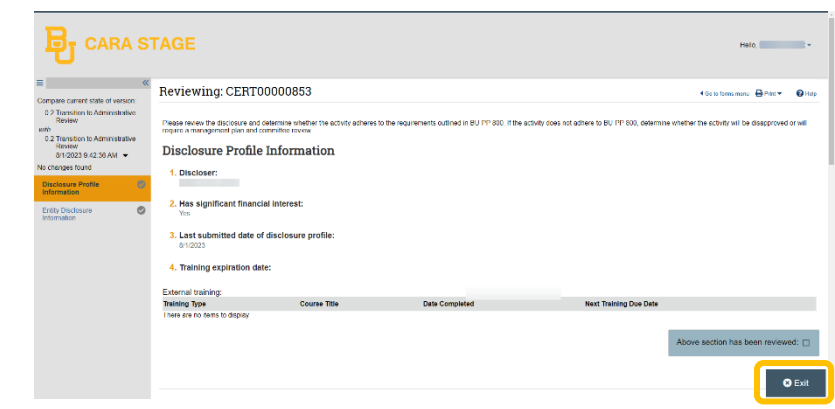 BU CARA STAGE
Hello,
Reviewing: CERT00000853
Go to forms menu Print Help
Compare current state of version:
0.2 Transition to Administrative
Review
with
0.2 Transition to Administrative
Review
8/1/2023 9:42:36 AM
No changes found
Disclosure Profile
Information
Entity Disclosure
Information
Please review the disclosure and determine whether the activity adheres to the requirements outlined in BU PP 800. If the activity does not adhere to BU PP 800, determine whether the activity will be disapproved or will
require a management plan and committee review
Disclosure Profile Information
1. Discloser:
2. Has significant financial interest:
Yes
3. Last submitted date of disclosure profile:
8/1/2023
4. Training expiration date:
External training:
Training Type Course Title Date Completed Next Training Due Date
There are no items to display
Above section has been reviewed:
Exit